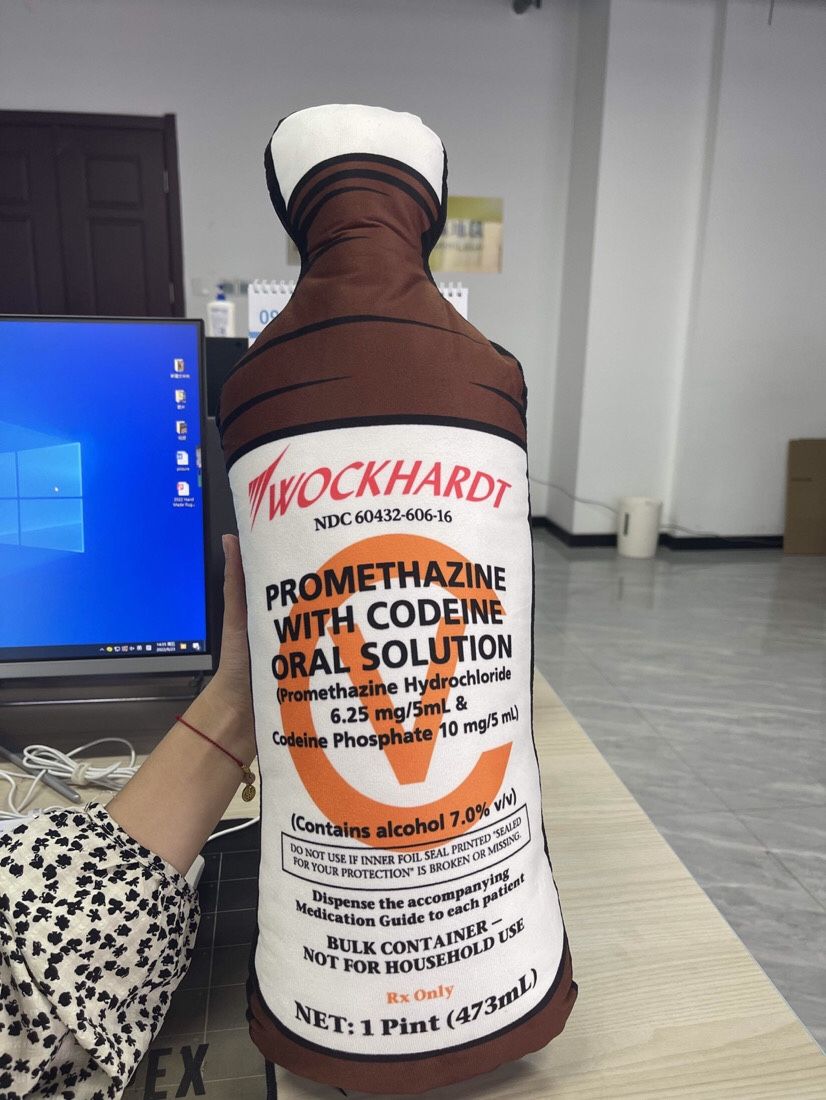 09
WOCKHARDT
NDC 60432-606-16
PROMETHAZINE
WITH CODEINE
ORAL SOLUTION
(Promethazine Hydrochloride
6.25 mg/5mL &
Codeine Phosphate 10 mg/5 mL)
CV
(Contains alcohol 7.0% v/v)
DO NOT USE IF INNER FOIL SEAL PRINTED "SEALED
FOR YOUR PROTECTION" IS BROKEN OR MISSING.
Dispense the accompanying
Medication Guide to each patient
BULK CONTAINER –
NOT FOR HOUSEHOLD USE
Rx Only
NET: 1 Pint (473mL)
EX